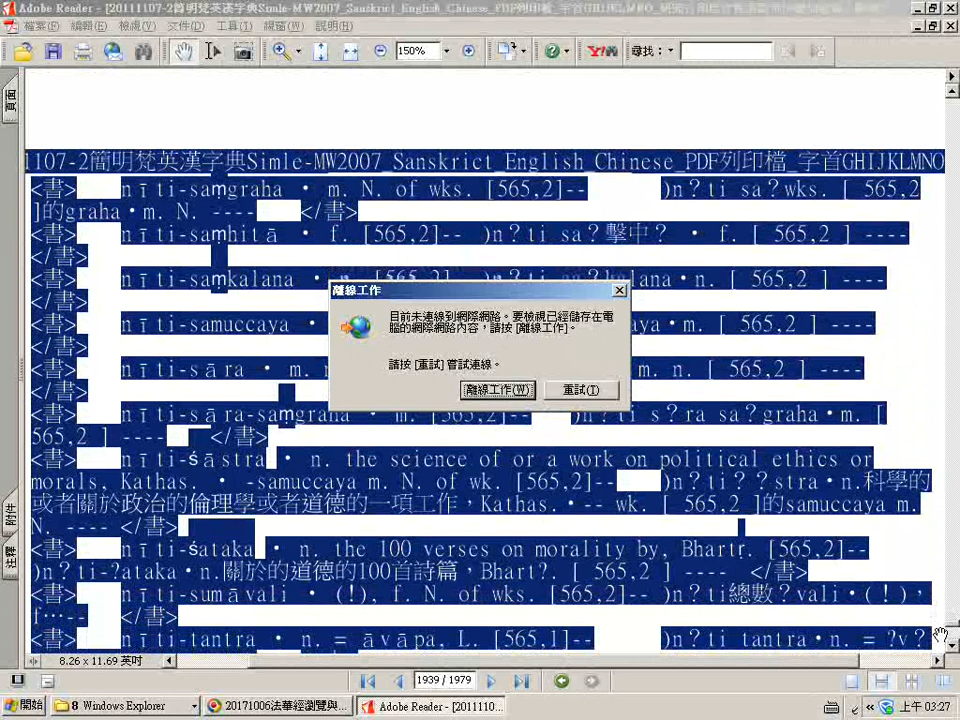 Adobe Reader - [20111107-2簡明梵英漢字典Simle-MW2007_Sanskrict_English_Chinese_PDF列印檔_字首GHIJKLMNO_
檔案(F) 編輯(E) 檢視(V) 文件(D) 工具(T) 視窗(W) 說明(H)
150% 尋找:
頁面
附件
注釋
1107-2簡明梵英漢字典Simle-MW2007_Sanskrict_English_Chinese_PDF列印檔_字首GHIJKLMNO
<書> nīti-saṃgraha • m. N. of wks. [565,2]-- )n?ti sa?wks. [ 565,2
]的graha•m. N. ---- </書>
<書> nīti-saṃhitā • f. [565,2]-- )n?ti sa?擊中? • f. [ 565,2 ] ----
</書>
<書> nīti-saṃkalana • n. [565,2]-- )n?ti sa?kalana•n. [ 565,2 ] ----
</書>
<書> nīti-samuccaya aya•m. [ 565,2 ] ----
</書>
<書> nīti-sāra • m. n m. n. [ 565,2 ] ----
</書>
<書> nīti-sāra-saṃgraha • m. [565,2]-- )n?ti s?ra sa?graha•m. [
565,2 ] ---- </書>
<書> nīti-śāstra • n. the science of or a work on political ethics or
morals, Kathas. • -samuccaya m. N. of wk. [565,2]-- )n?ti??stra•n.科學的
或者關於政治的倫理學或者道德的一項工作，Kathas.•-- wk. [ 565,2 ]的samuccaya m.
N. ---- </書>
<書> nīti-śataka • n. the 100 verses on morality by, Bhartṛ. [565,2]--
)n?ti-?ataka•n.關於的道德的100首詩篇，Bhart?. [ 565,2 ] ---- </書>
<書> nīti-sumāvali • (!), f. N. of wk. [565,2]-- )n?ti總數?vali•(!),
f…-- </書>
<書> nīti-tantra • n. = āvāpa, L. [565,1]-- )n?ti tantra•n. = ?v?
離線工作
目前未連線到網際網路。要檢視已經儲存在電
腦的網際網路內容，請按 [離線工作]。
請按 [重試] 嘗試連線。
離線工作(W) 重試(T)
8.26 x 11.69 英吋
1939 / 1979
開始 8 Windows Explorer 20171006法華經瀏覽與... Adobe Reader - [2011110... 上午 03:27